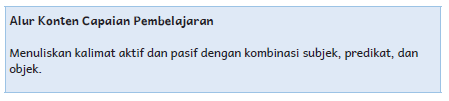 Alur Konten Capaian Pembelajaran
Menuliskan kalimat aktif dan pasif dengan kombinasi subjek, predikat, dan
objek.